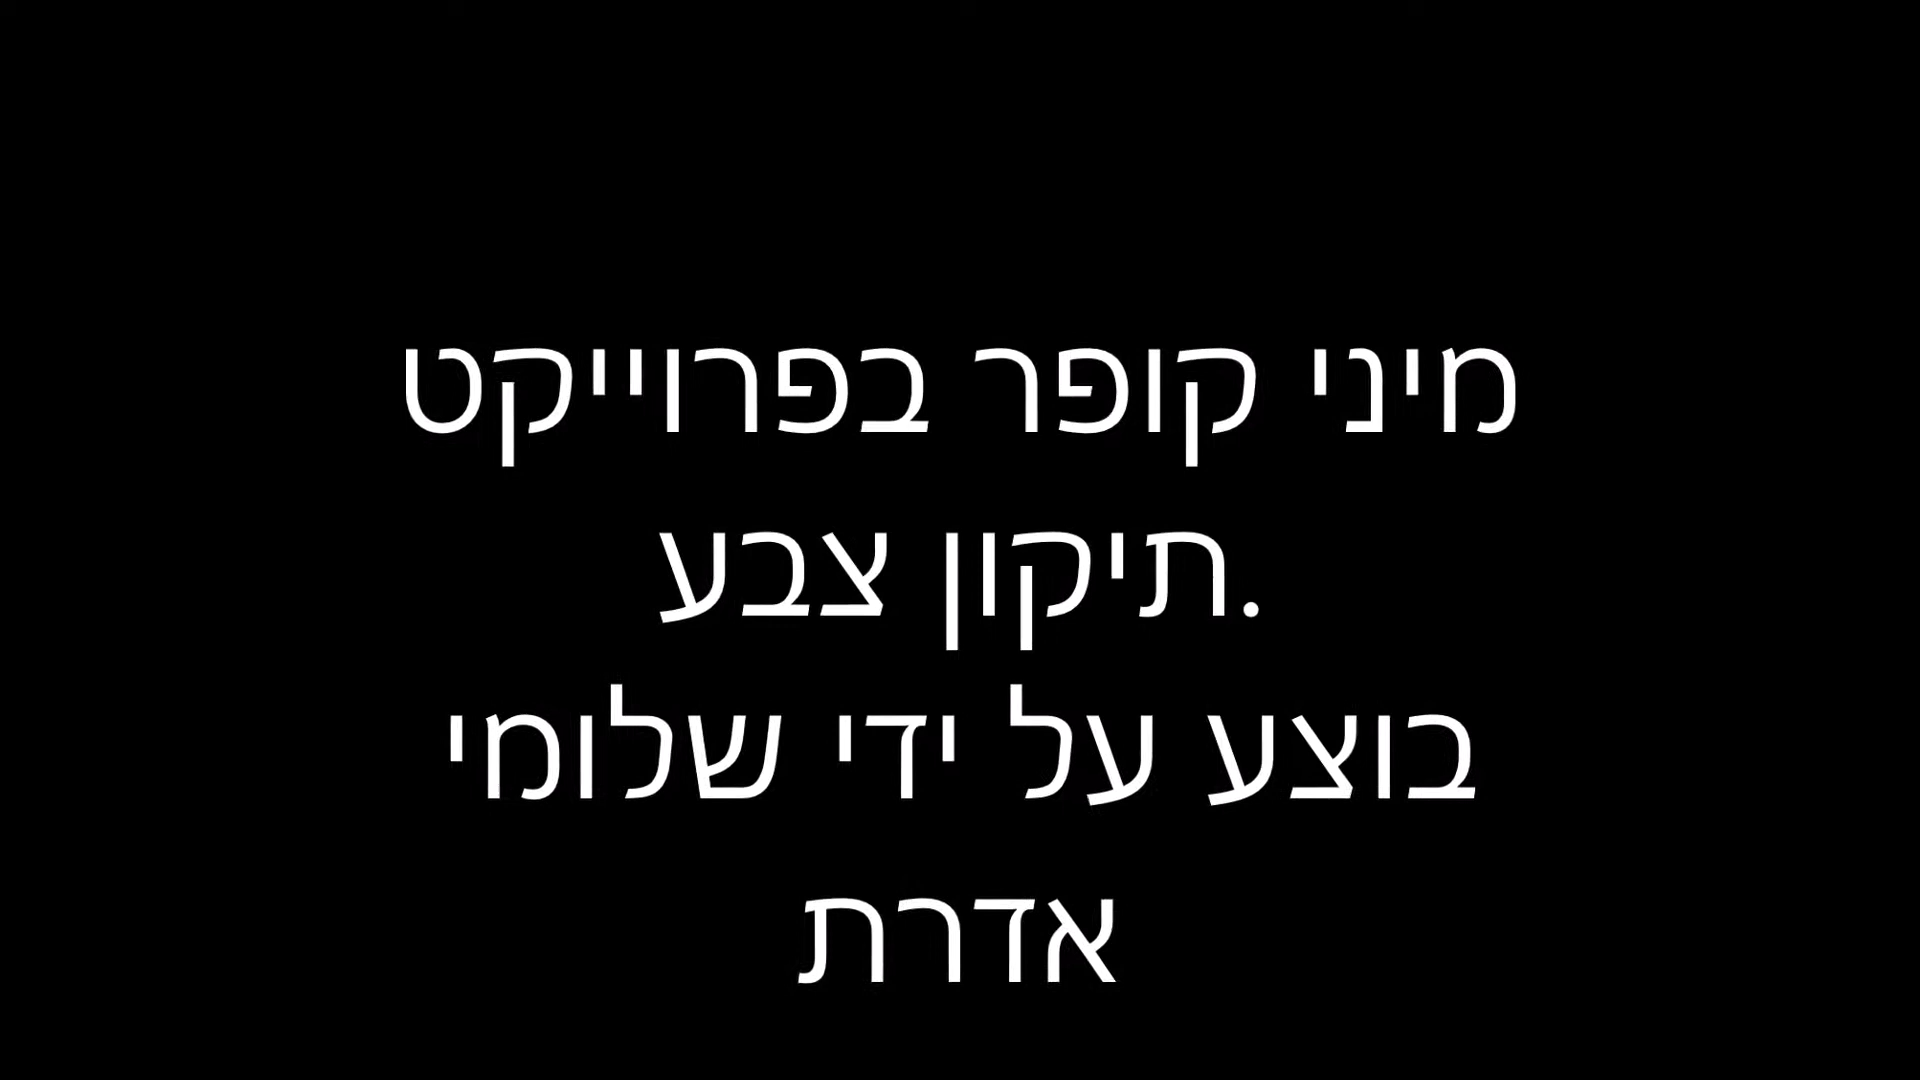 מיני קופר בפרוייקט
.תיקון צבע
בוצע על ידי שלומי
אדרת